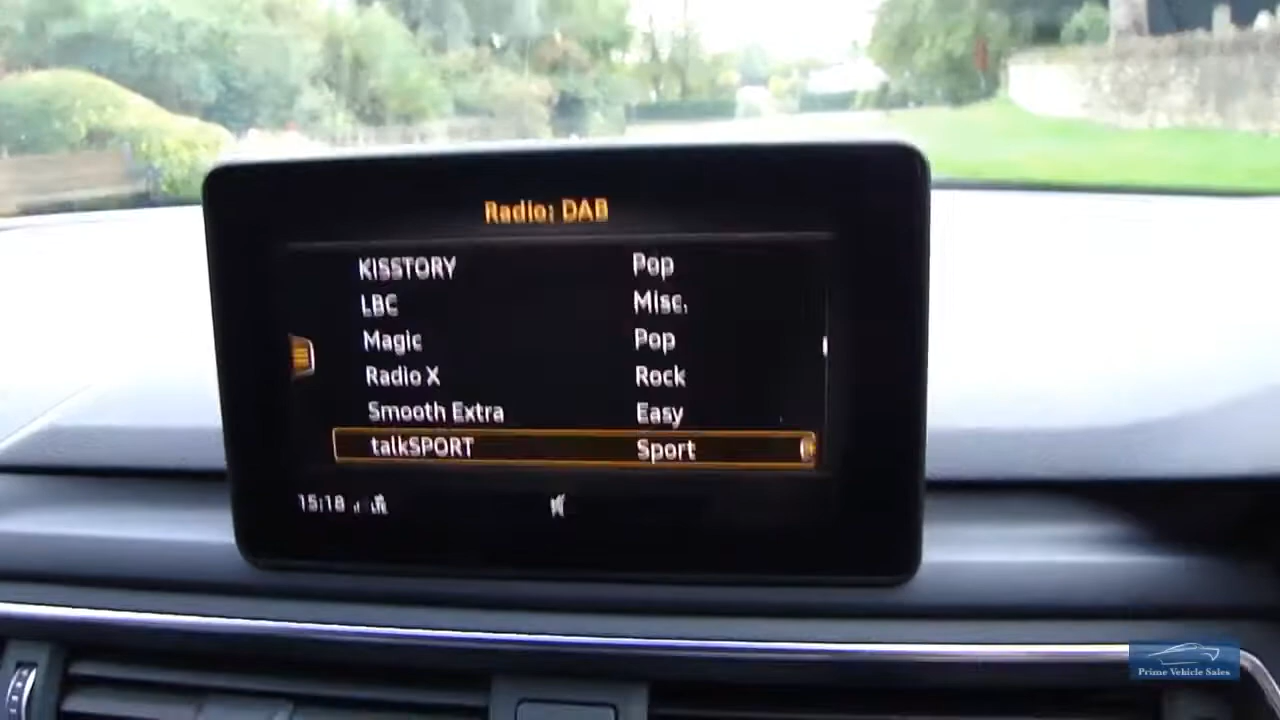 Radio: DAB
KISSTORY Pop
LBC Misc.
Magic Pop
Radio X Rock
Smooth Extra Easy
talkSPORT Sport
15:18
Prime Vehicle Sales